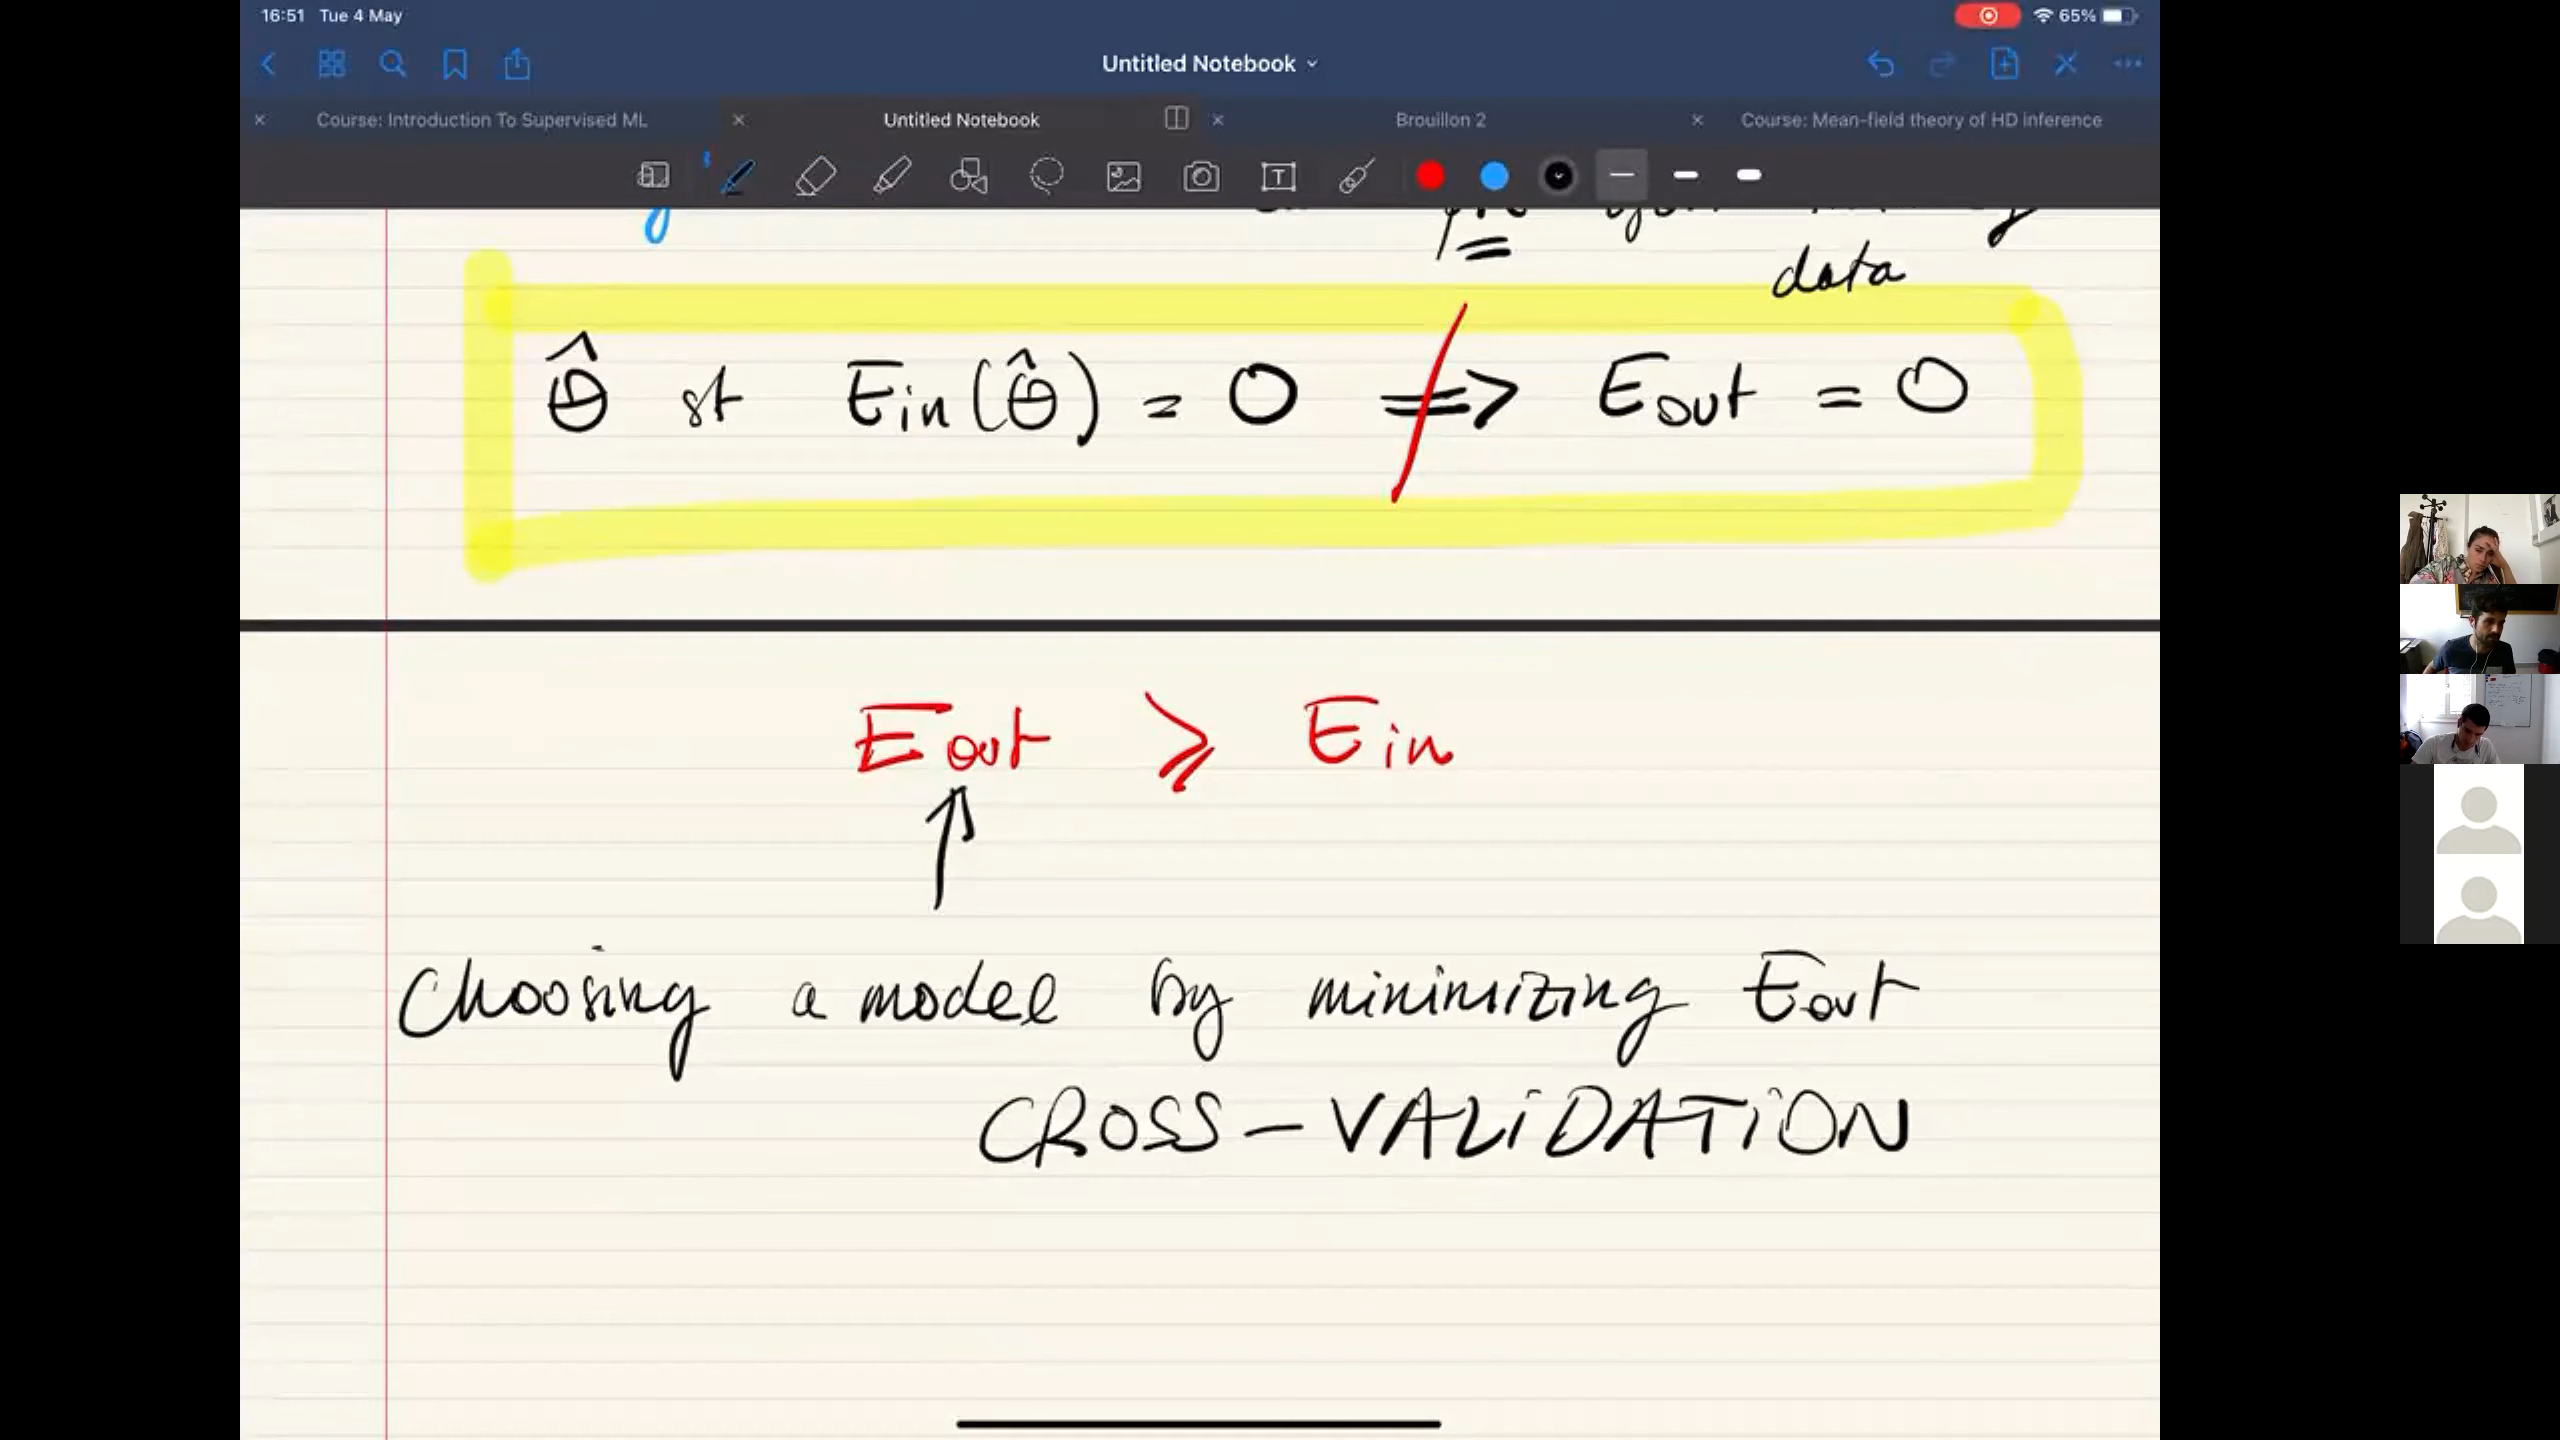 16:51 Tue 4 May 65%
Untitled Notebook
Course: Introduction To Supervised ML Untitled Notebook Brouillon 2 Course: Mean-field theory of HD inference
T
data
θ̂ st Ein(θ̂) = 0 ⇏ Eout = 0
Eout ⩾ Ein
Choosing a model by minimizing Eout
CROSS-VALiDATiON